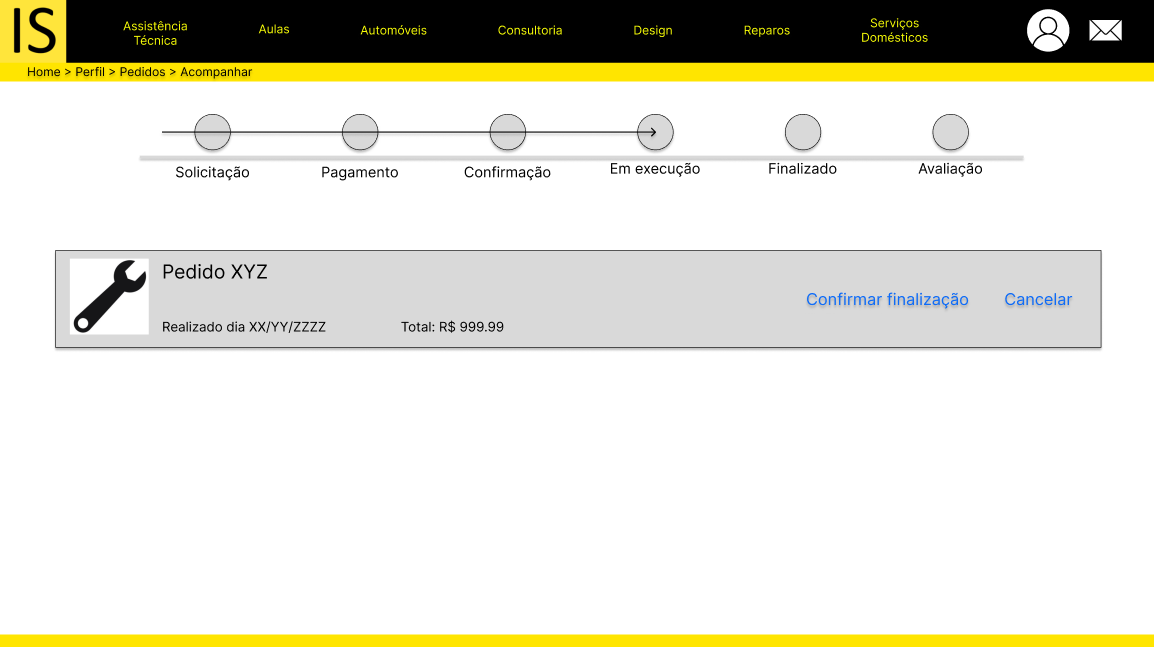 IS
Assistência
Técnica
Aulas
Automóveis
Consultoria
Design
Reparos
Serviços
Domésticos
Home > Perfil > Pedidos > Acompanhar
Solicitação
Pagamento
Confirmação
Em execução
Finalizado
Avaliação
Pedido XYZ
Confirmar finalização
Cancelar
Realizado dia XX/YY/ZZZZ
Total: R$ 999.99